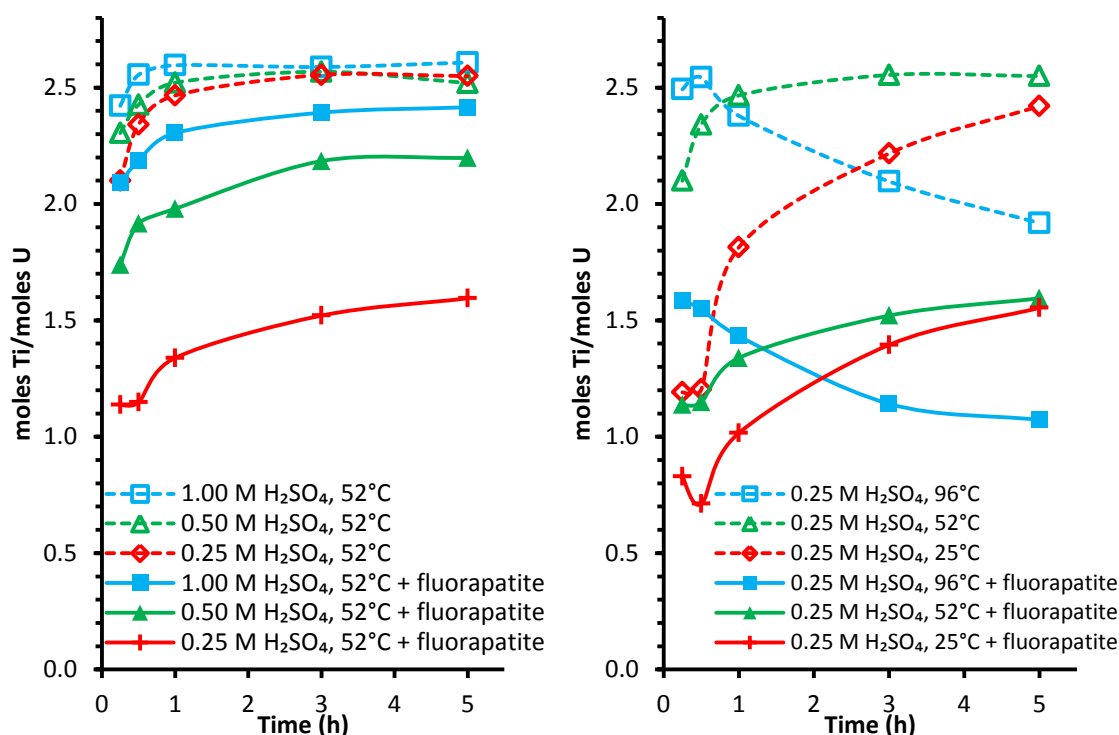 moles Ti/moles U
2.5
2.0
1.5
1.0
0.5
0.0
1.00 M H₂SO₄, 52°C
0.50 M H₂SO₄, 52°C
0.25 M H₂SO₄, 52°C
1.00 M H₂SO₄, 52°C + fluorapatite
0.50 M H₂SO₄, 52°C + fluorapatite
0.25 M H₂SO₄, 52°C + fluorapatite
0 1 2 3 4 5
Time (h)
moles Ti/moles U
2.5
2.0
1.5
1.0
0.5
0.0
0.25 M H₂SO₄, 96°C
0.25 M H₂SO₄, 52°C
0.25 M H₂SO₄, 25°C
0.25 M H₂SO₄, 96°C + fluorapatite
0.25 M H₂SO₄, 52°C + fluorapatite
0.25 M H₂SO₄, 25°C + fluorapatite
0 1 2 3 4 5
Time (h)